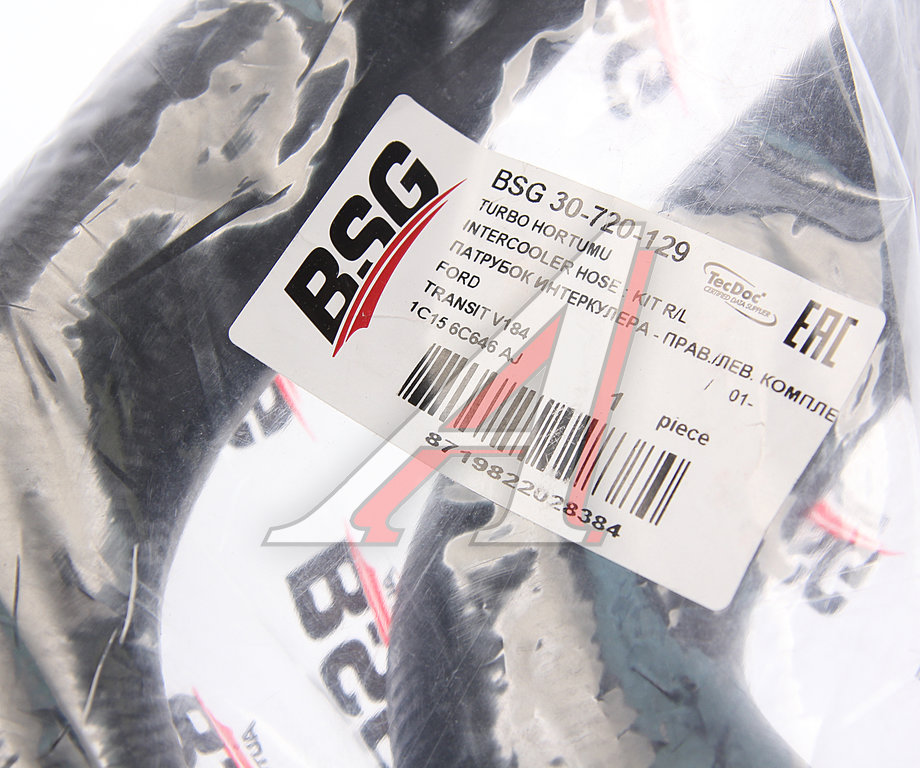 BSG
BSG 30-720-129
TURBO HORTUMU
INTERCOOLER HOSE : KIT R/L
ПАТРУБОК ИНТЕРКУЛЕРА - ПРАВ./ЛЕВ. КОМПЛЕ
FORD
TRANSIT V184
/ 01-
1C15 6C646 AJ
TecDoc
CERTIFIED DATA SUPPLIER
EAC
1 piece
8719822028384
BSG